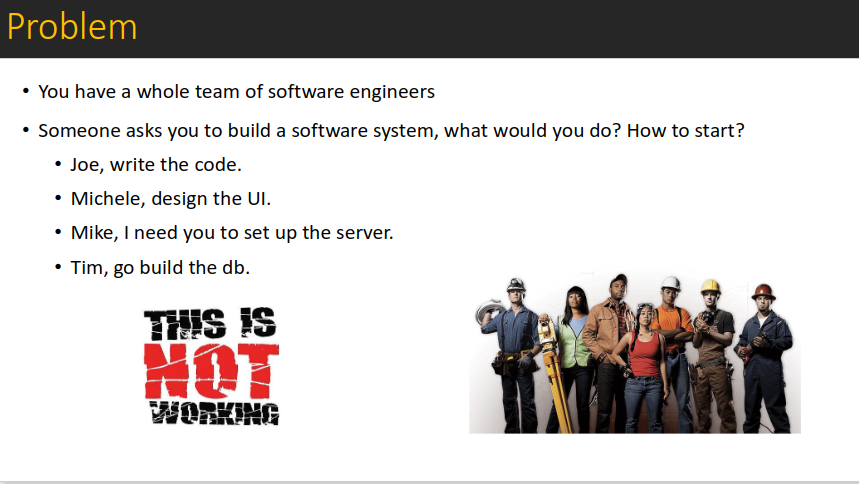 Problem
• You have a whole team of software engineers
• Someone asks you to build a software system, what would you do? How to start?
• Joe, write the code.
• Michele, design the UI.
• Mike, I need you to set up the server.
• Tim, go build the db.
THIS IS
NOT
WORKING